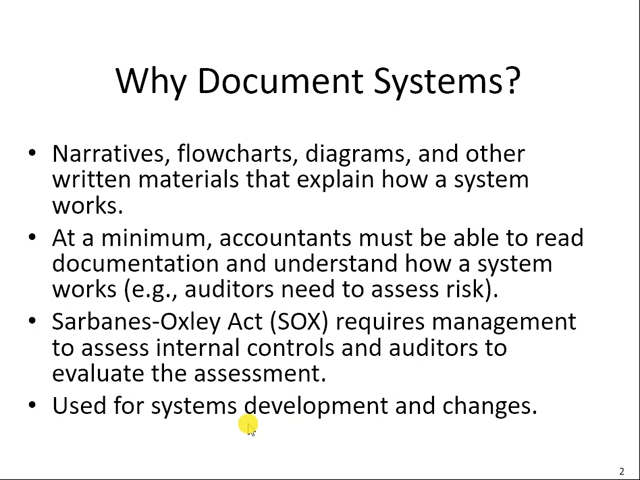 Why Document Systems?
• Narratives, flowcharts, diagrams, and other
written materials that explain how a system
works.
• At a minimum, accountants must be able to read
documentation and understand how a system
works (e.g., auditors need to assess risk).
• Sarbanes-Oxley Act (SOX) requires management
to assess internal controls and auditors to
evaluate the assessment.
• Used for systems development and changes.
2